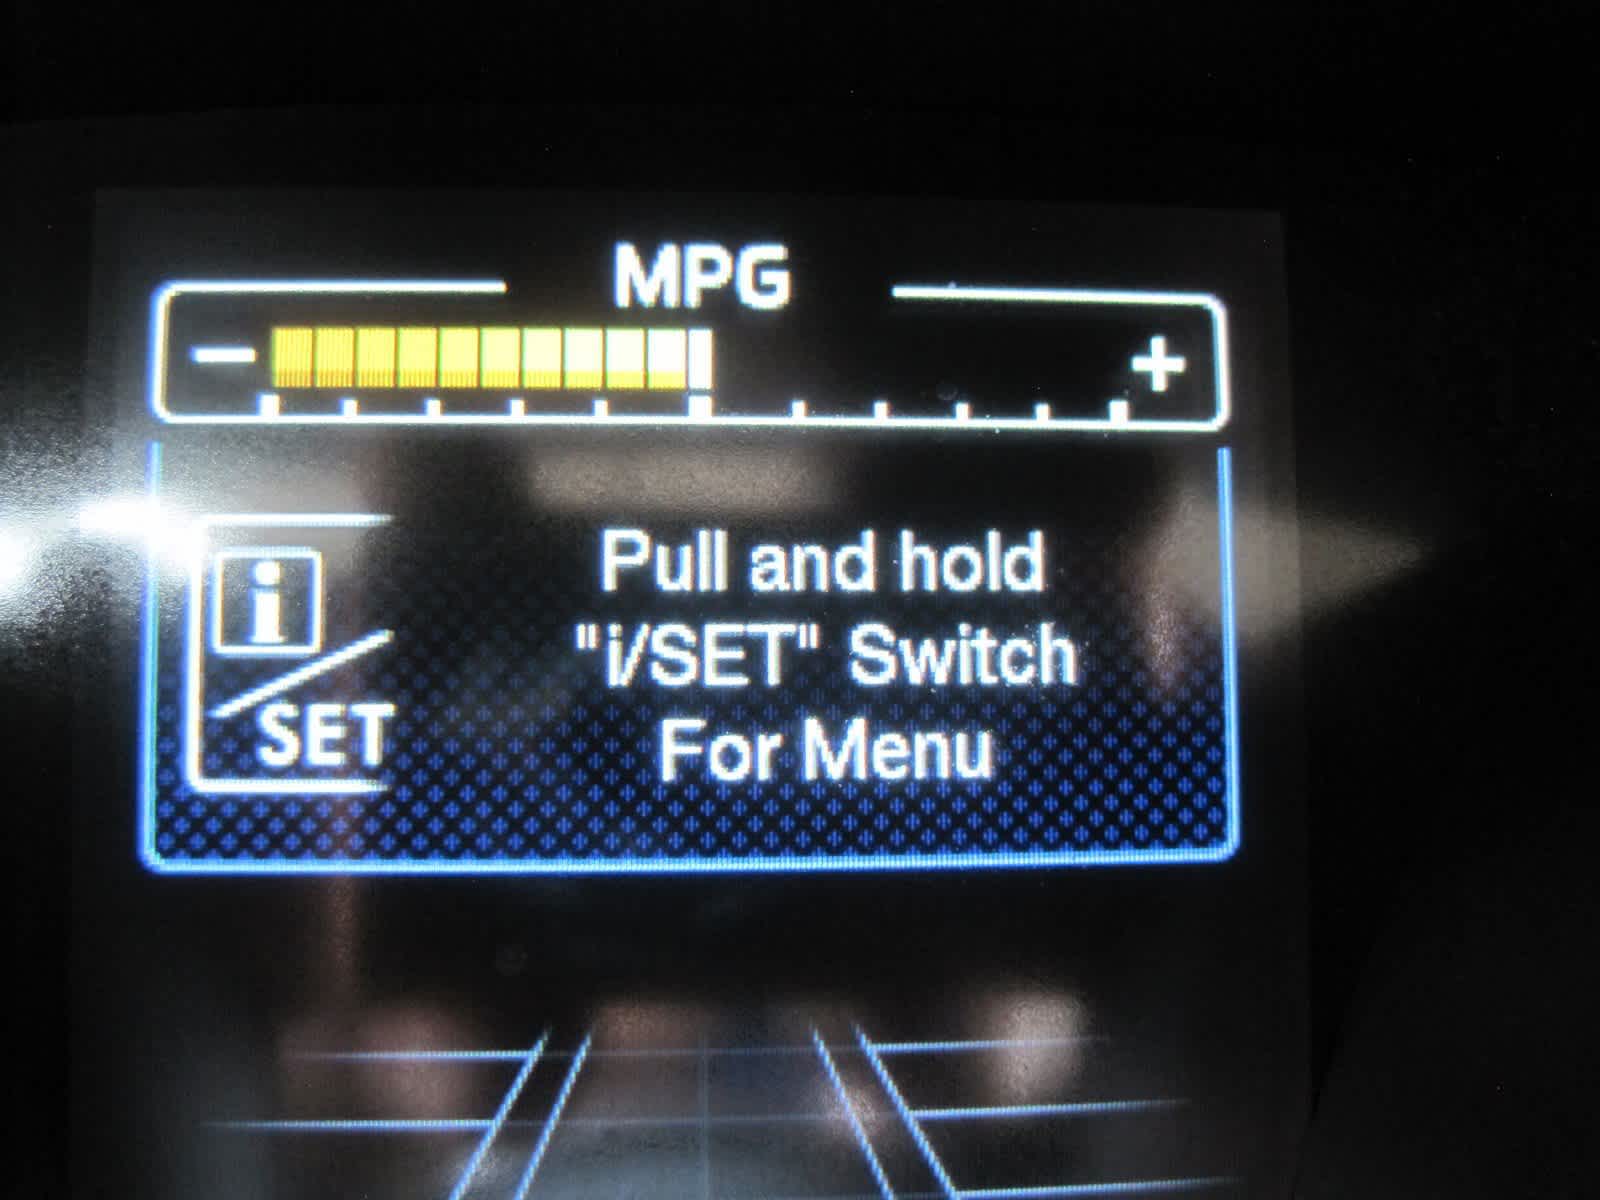 MPG
- +
i
/
SET
Pull and hold
"i/SET" Switch
For Menu